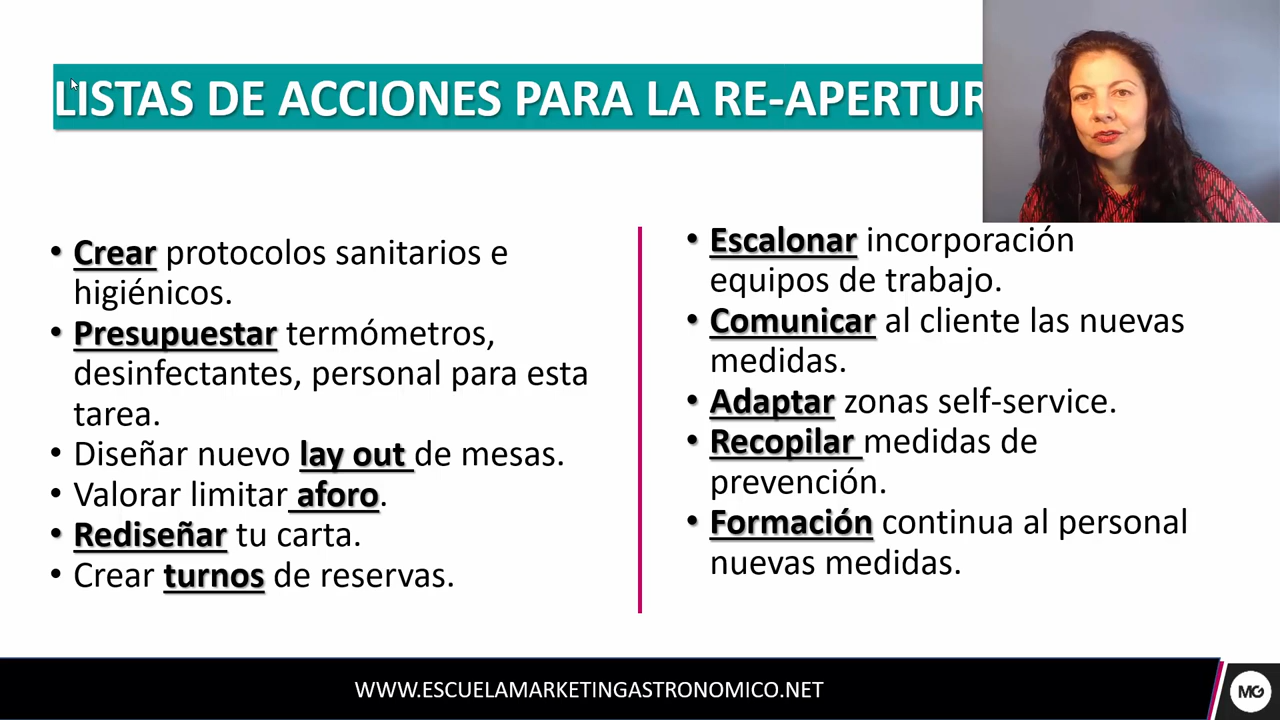 LISTAS DE ACCIONES PARA LA RE-APERTUR
• Crear protocolos sanitarios e
higiénicos.
• Presupuestar termómetros,
desinfectantes, personal para esta
tarea.
• Diseñar nuevo lay out de mesas.
• Valorar limitar aforo.
• Rediseñar tu carta.
• Crear turnos de reservas.
• Escalonar incorporación
equipos de trabajo.
• Comunicar al cliente las nuevas
medidas.
• Adaptar zonas self-service.
• Recopilar medidas de
prevención.
• Formación continua al personal
nuevas medidas.
WWW.ESCUELAMARKETINGASTRONOMICO.NET
MG